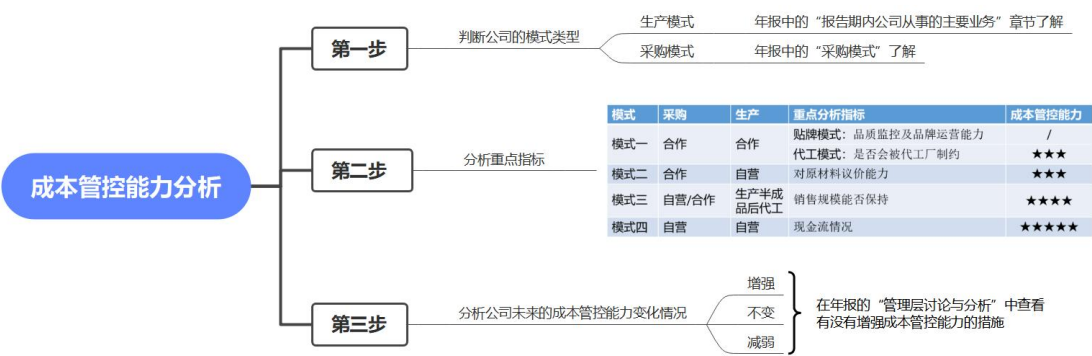 成本管控能力分析
第一步
判断公司的模式类型
生产模式
年报中的“报告期内公司从事的主要业务”章节了解
采购模式
年报中的“采购模式”了解
第二步
分析重点指标
模式 采购 生产 重点分析指标 成本管控能力
模式一 合作 合作
贴牌模式：品质监控及品牌运营能力 /
代工模式：是否会被代工厂制约 ★★★
模式二 合作 自营 对原材料议价能力 ★★★
模式三 自营/合作 生产半成
品后代工 销售规模能否保持 ★★★★
模式四 自营 自营 现金流情况 ★★★★★
第三步
分析公司未来的成本管控能力变化情况
增强
不变
减弱
在年报的“管理层讨论与分析”中查看
有没有增强成本管控能力的措施